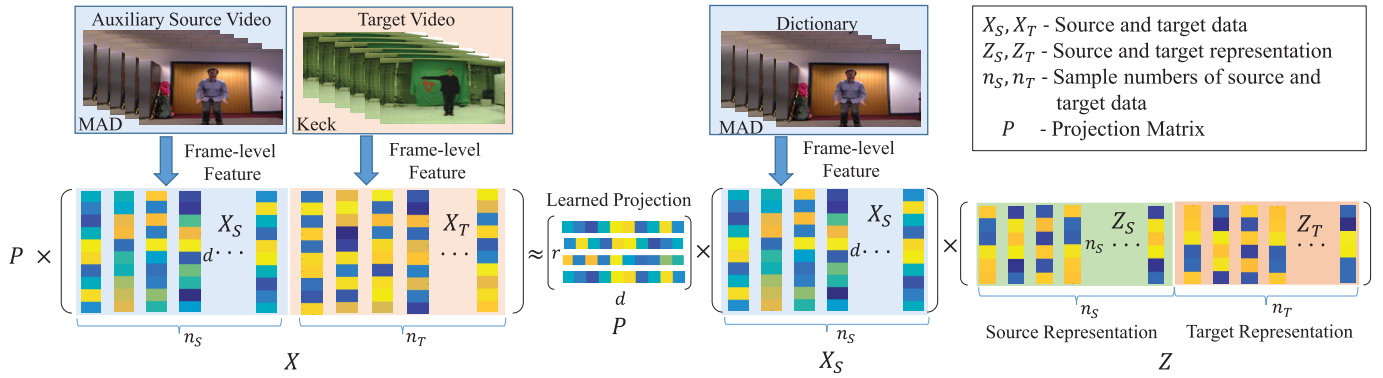 Auxiliary Source Video
Target Video
Dictionary
MAD
Keck
MAD
X_S, X_T - Source and target data
Z_S, Z_T - Source and target representation
n_S, n_T - Sample numbers of source and
target data
P - Projection Matrix
Frame-level
Feature
Frame-level
Feature
Frame-level
Feature
P × ( X_S d · · · X_T · · · ) ≈
Learned Projection
r
d
P
×
X_S
d · · ·
×
n_S
Z_S
· · ·
Z_T
· · ·
n_S
n_T
n_S
n_S
n_T
Source Representation
Target Representation
X
X_S
Z